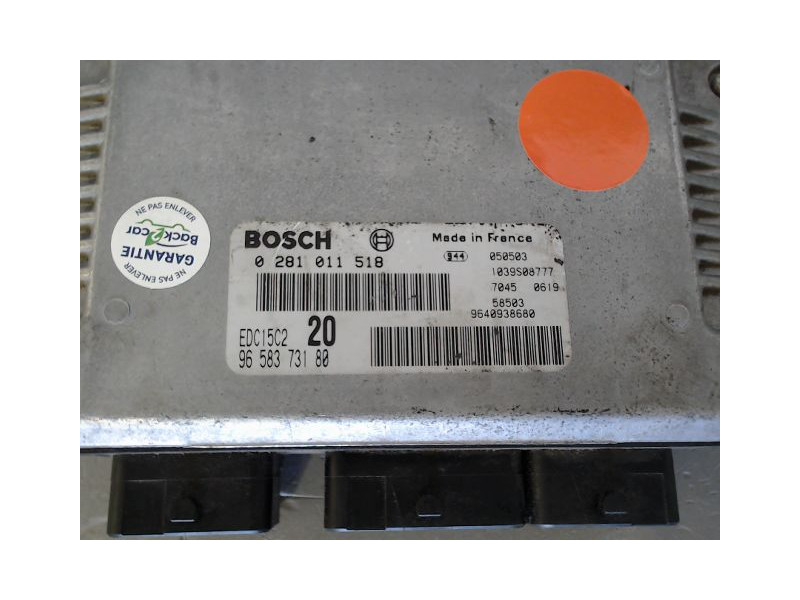 NE PAS ENLEVER
Back2car
GARANTIE
NE PAS ENLEVER
BOSCH
Made in France
0 281 011 518
944 050503
1039S08777
7045 0619
58503
9640938680
EDC15C2 20
96 583 731 80